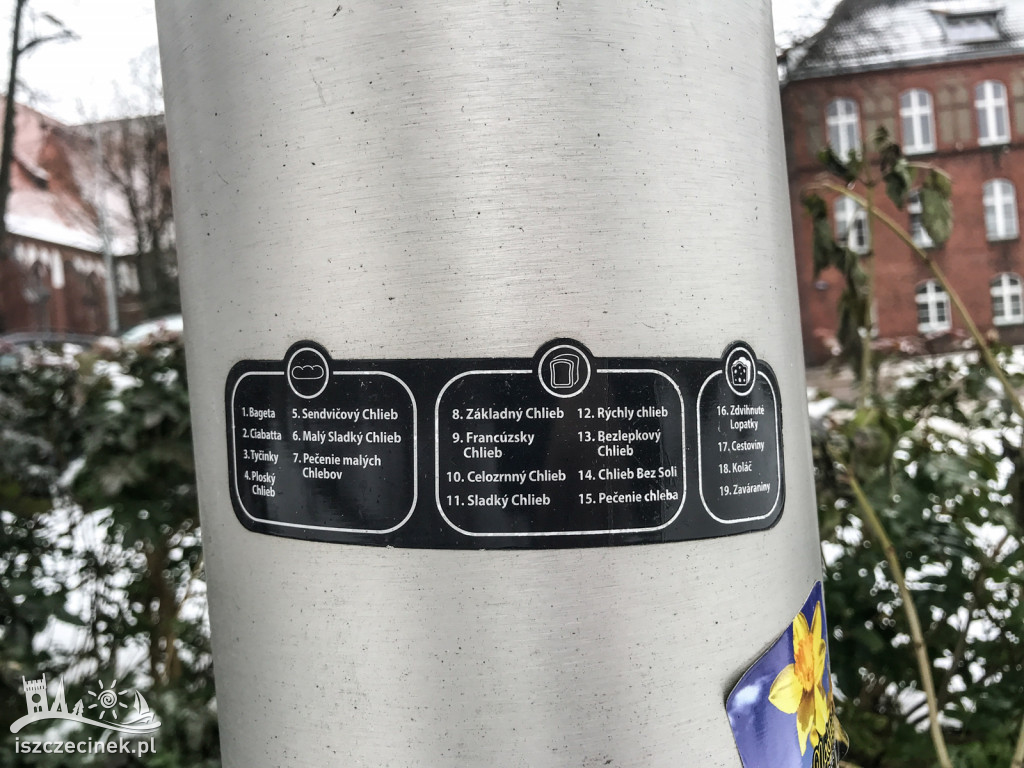 1. Bageta
2. Ciabatta
3. Tyčinky
4. Ploský
Chlieb
5. Sendvičový Chlieb
6. Malý Sladký Chlieb
7. Pečenie malých
Chlebov
8. Základný Chlieb
9. Francúzsky
Chlieb
10. Celozrnný Chlieb
11. Sladký Chlieb
12. Rýchly chlieb
13. Bezlepkový
Chlieb
14. Chlieb Bez Soli
15. Pečenie chleba
16. Zdvihnuté
Lopatky
17. Cestoviny
18. Koláč
19. Zaváraniny
iszczecinek.pl